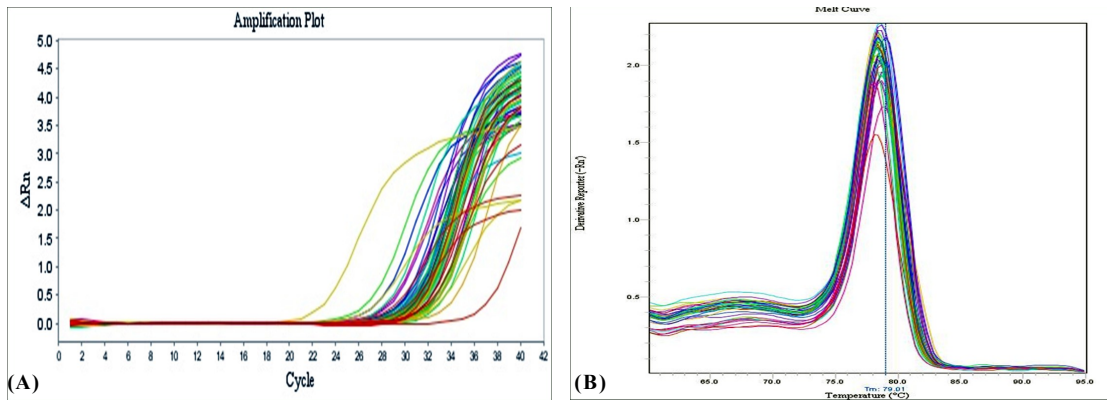 Amplification Plot
ΔRn
5.0
4.5
4.0
3.5
3.0
2.5
2.0
1.5
1.0
0.5
0.0
0 2 4 6 8 10 12 14 16 18 20 22 24 26 28 30 32 34 36 38 40 42
Cycle
(A)
Melt Curve
Derivative Reporter (-Rn')
2.0
1.5
1.0
0.5
65.0 70.0 75.0 80.0 85.0 90.0 95.0
Tm: 79.01
Temperature (°C)
(B)